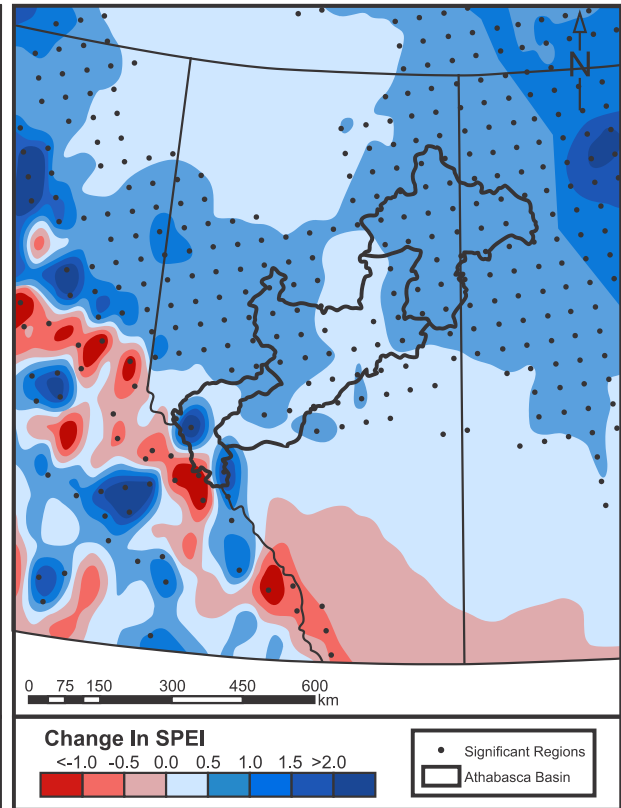 N
0 75 150 300 450 600
km
Change In SPEI
<-1.0 -0.5 0.0 0.5 1.0 1.5 >2.0
Significant Regions
Athabasca Basin